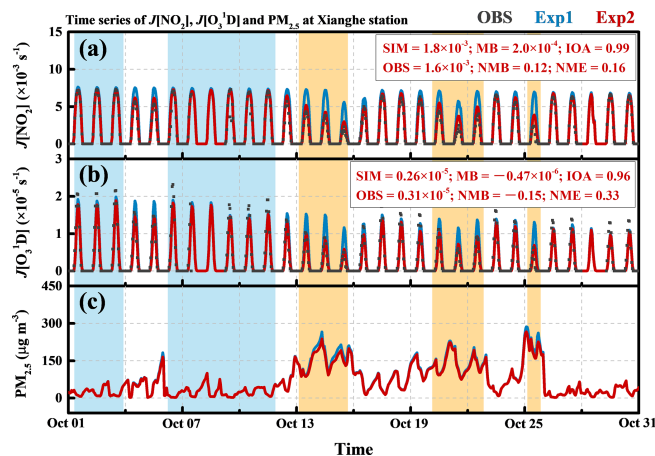 Time series of J[NO₂], J[O₃¹D] and PM₂.₅ at Xianghe station
OBS Exp1 Exp2
(a)
SIM = 1.8×10⁻³; MB = 2.0×10⁻⁴; IOA = 0.99
OBS = 1.6×10⁻³; NMB = 0.12; NME = 0.16
J[NO₂] (×10⁻³ s⁻¹)
10
7
5
3
0
(b)
SIM = 0.26×10⁻⁵; MB = −0.47×10⁻⁶; IOA = 0.96
OBS = 0.31×10⁻⁵; NMB = −0.15; NME = 0.33
J[O₃¹D] (×10⁻⁵ s⁻¹)
3
2
1
0
(c)
PM₂.₅ (μg m⁻³)
450
300
150
0
Oct 01 Oct 07 Oct 13 Oct 19 Oct 25 Oct 31
Time